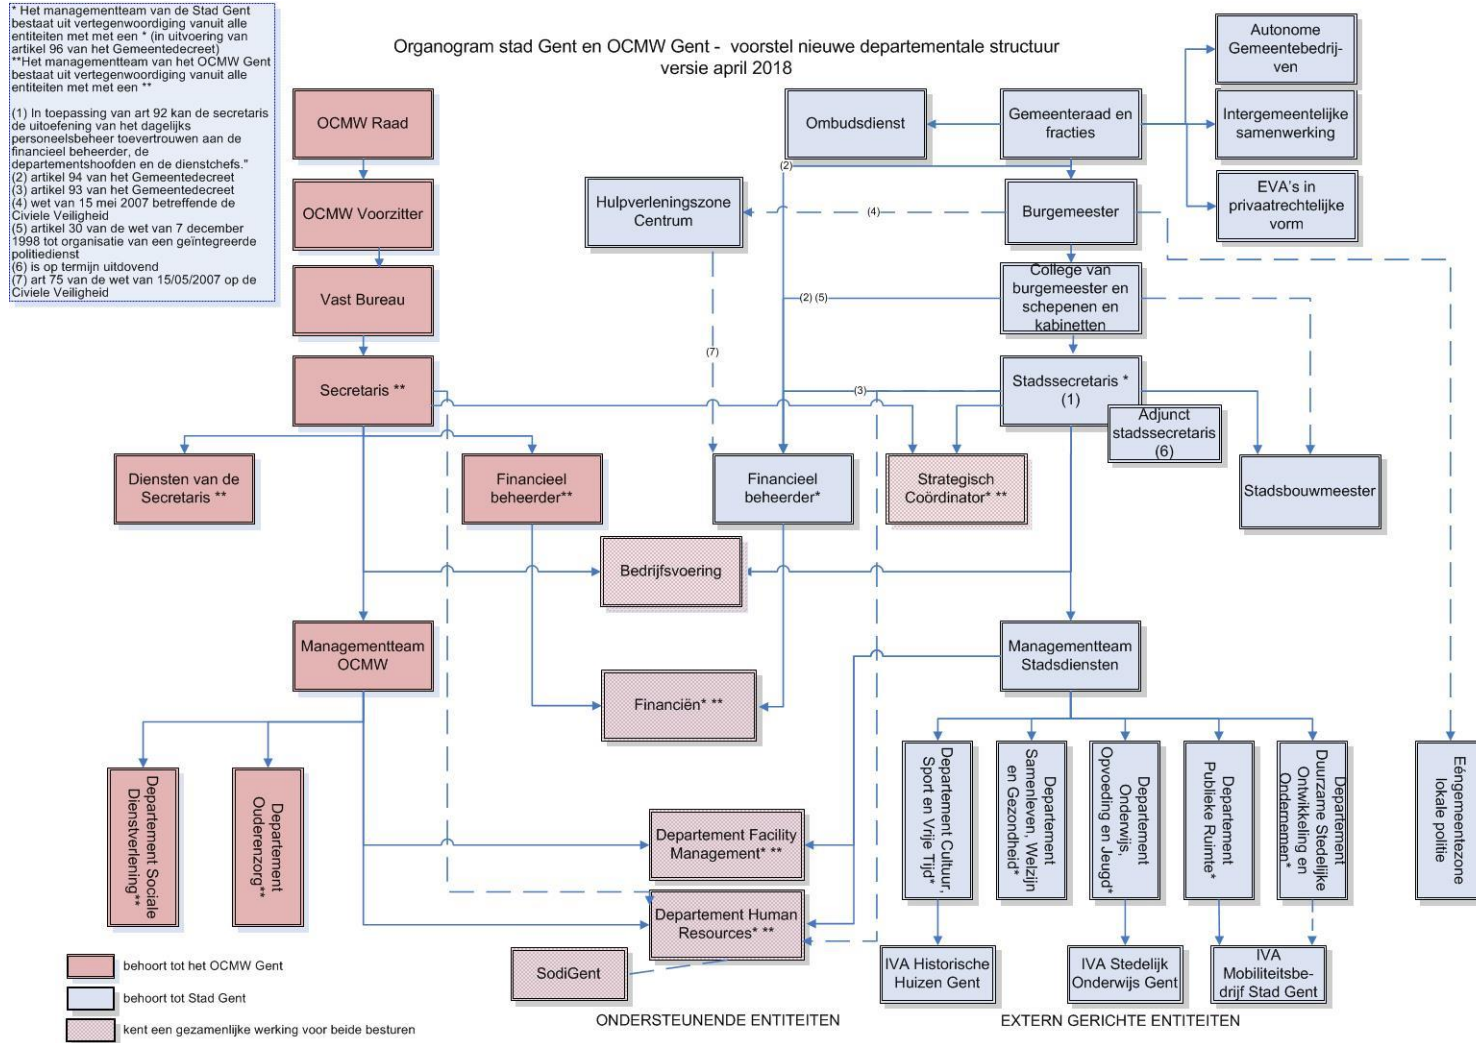 * Het managementteam van de Stad Gent
bestaat uit vertegenwoordiging vanuit alle
entiteiten met met een * (in uitvoering van
artikel 96 van het Gemeentedecreet)
**Het managementteam van het OCMW Gent
bestaat uit vertegenwoordiging vanuit alle
entiteiten met met een **
(1) In toepassing van art 92 kan de secretaris
de uitoefening van het dagelijks
personeelsbeheer toevertrouwen aan de
financieel beheerder, de
departementshoofden en de dienstchefs."
(2) artikel 94 van het Gemeentedecreet
(3) artikel 93 van het Gemeentedecreet
(4) wet van 15 mei 2007 betreffende de
Civiele Veiligheid
(5) artikel 30 van de wet van 7 december
1998 tot organisatie van een geïntegreerde
politiedienst
(6) is op termijn uitdovend
(7) art 75 van de wet van 15/05/2007 op de
Civiele Veiligheid
Organogram stad Gent en OCMW Gent - voorstel nieuwe departementale structuur
versie april 2018
Autonome
Gemeentebedrij-
ven
OCMW Raad
Ombudsdienst
Gemeenteraad en
fracties
Intergemeentelijke
samenwerking
(2)
OCMW Voorzitter
Hulpverleningszone
Centrum
(4)
Burgemeester
EVA's in
privaatrechtelijke
vorm
Vast Bureau
(2) (5)
College van
burgemeester en
schepenen en
kabinetten
(7)
Secretaris **
(3)
Stadssecretaris *
(1)
Adjunct
stadssecretaris
(6)
Diensten van de
Secretaris **
Financieel
beheerder**
Financieel
beheerder*
Strategisch
Coördinator* **
Stadsbouwmeester
Bedrijfsvoering
Managementteam
OCMW
Managementteam
Stadsdiensten
Financiën* **
Departement Sociale
Dienstverlening**
Departement
Ouderenzorg**
Departement Cultuur,
Sport en Vrije Tijd*
Departement
Samenleven, Welzijn
en Gezondheid*
Departement
Onderwijs,
Opvoeding en Jeugd*
Departement
Publieke Ruimte*
Departement
Duurzame Stedelijke
Ontwikkeling en
Ondernemen*
Eéngemeentezone
lokale politie
Departement Facility
Management* **
Departement Human
Resources* **
SodiGent
IVA Historische
Huizen Gent
IVA Stedelijk
Onderwijs Gent
IVA
Mobiliteitsbe-
drijf Stad Gent
behoort tot het OCMW Gent
behoort tot Stad Gent
kent een gezamenlijke werking voor beide besturen
ONDERSTEUNENDE ENTITEITEN
EXTERN GERICHTE ENTITEITEN